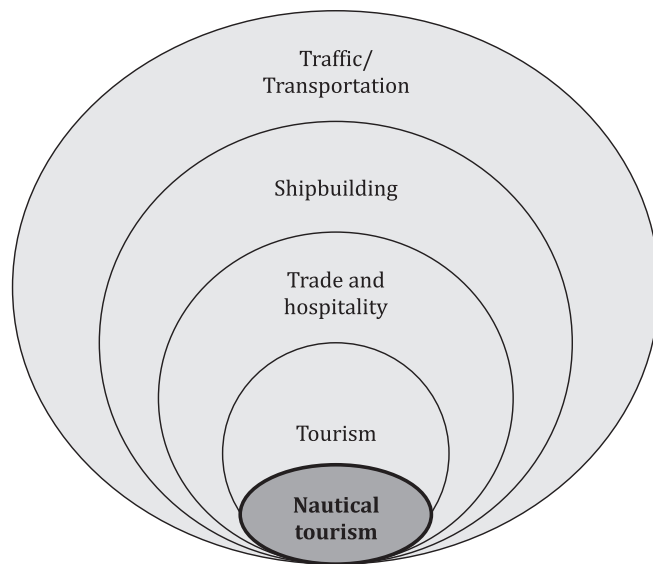 Traffic/
Transportation
Shipbuilding
Trade and
hospitality
Tourism
Nautical
tourism